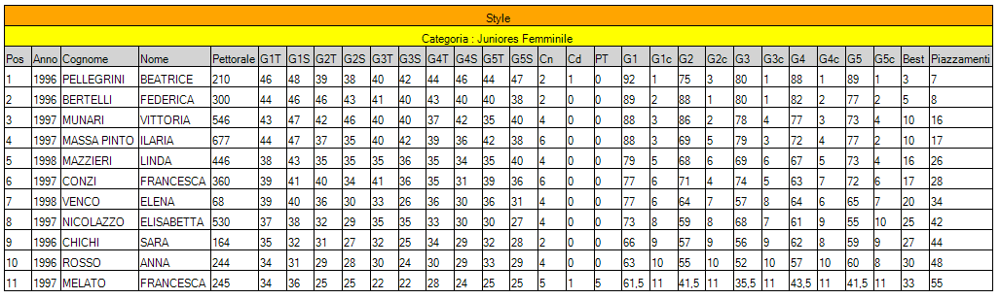 Style
Categoria : Juniores Femminile
Pos Anno Cognome Nome Pettorale G1T G1S G2T G2S G3T G3S G4T G4S G5T G5S Cn Cd PT G1 G1c G2 G2c G3 G3c G4 G4c G5 G5c Best Piazzamenti
1 1996 PELLEGRINI BEATRICE 210 46 48 39 38 40 42 44 46 44 47 2 1 0 92 1 75 3 80 1 88 1 89 1 3 7
2 1996 BERTELLI FEDERICA 300 44 46 46 43 41 40 43 40 40 38 2 0 0 89 2 88 1 80 1 82 2 77 2 5 8
3 1997 MUNARI VITTORIA 546 43 47 42 46 40 40 37 42 35 40 4 0 0 88 3 86 2 78 4 77 3 73 4 10 16
4 1997 MASSA PINTO ILARIA 677 44 47 37 35 40 42 39 36 42 38 6 0 0 88 3 69 5 79 3 72 4 77 2 10 17
5 1998 MAZZIERI LINDA 446 38 43 35 35 35 36 35 34 35 40 4 0 0 79 5 68 6 69 6 67 5 73 4 16 26
6 1997 CONZI FRANCESCA 360 39 41 40 34 41 36 35 31 39 36 6 0 0 77 6 71 4 74 5 63 7 72 6 17 28
7 1998 VENCO ELENA 68 39 40 36 30 33 26 36 30 36 31 4 0 0 77 6 64 7 57 8 64 6 65 7 20 34
8 1997 NICOLAZZO ELISABETTA 530 37 38 32 29 35 35 33 30 30 27 4 0 0 73 8 59 8 68 7 61 9 55 10 25 42
9 1996 CHICHI SARA 164 35 32 31 27 32 25 34 29 32 28 2 0 0 66 9 57 9 56 9 62 8 59 9 27 44
10 1996 ROSSO ANNA 244 34 31 29 28 30 24 30 29 33 29 4 0 0 63 10 55 10 52 10 57 10 60 8 30 48
11 1997 MELATO FRANCESCA 245 34 36 25 25 22 22 28 24 25 25 5 1 5 61,5 11 41,5 11 35,5 11 43,5 11 41,5 11 33 55